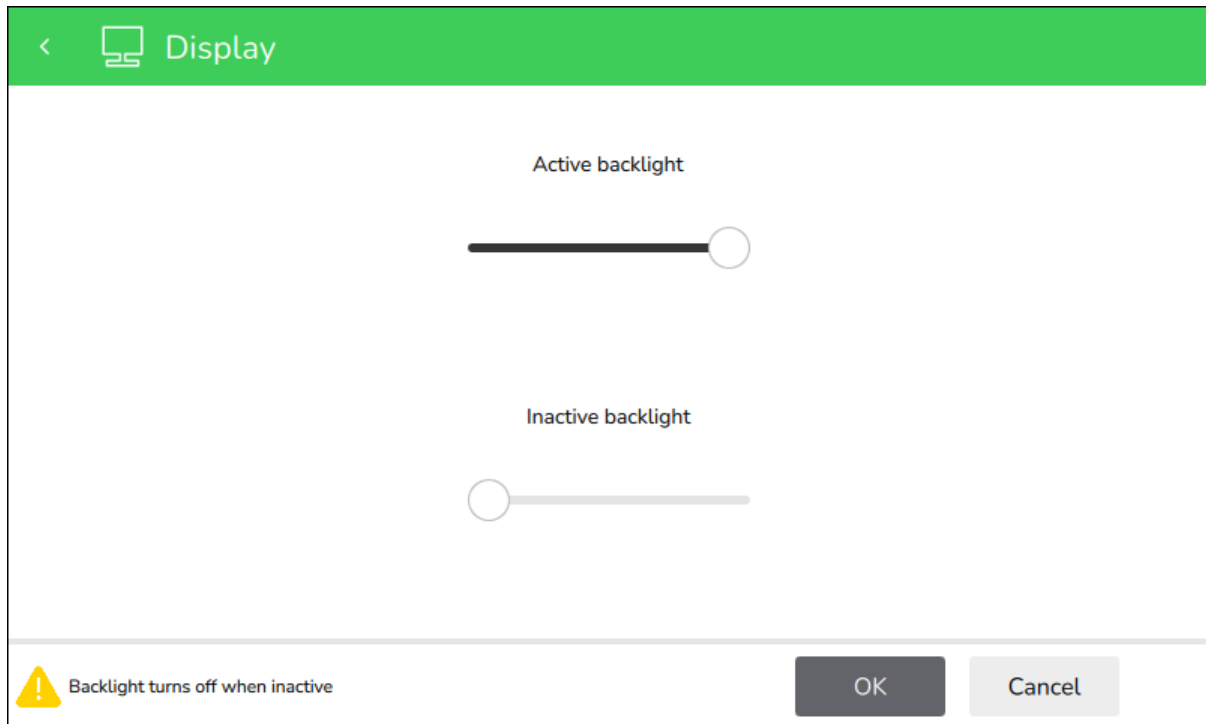 Display
Active backlight
Inactive backlight
Backlight turns off when inactive
OK
Cancel